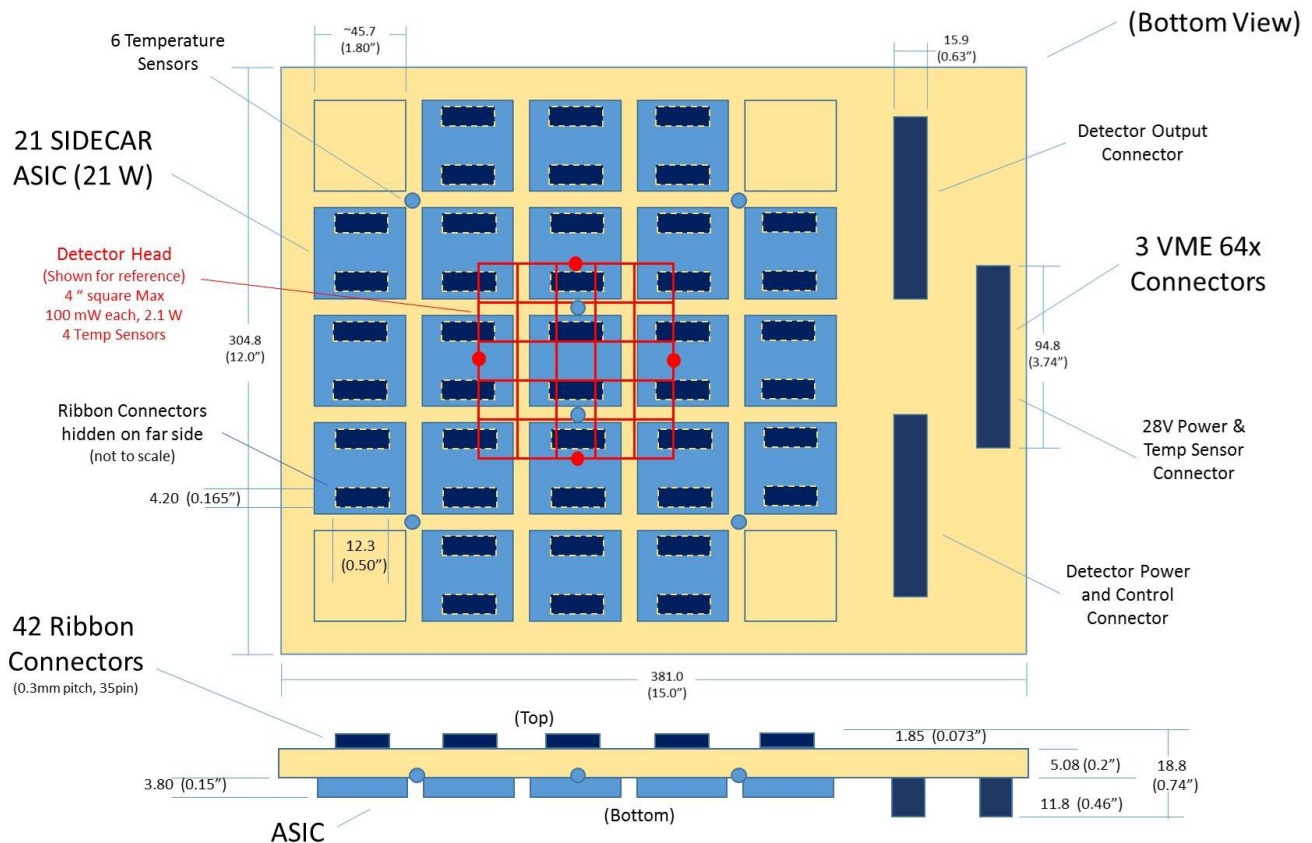 (Bottom View)
~45.7
(1.80”)
15.9
(0.63”)
6 Temperature
Sensors
21 SIDECAR
ASIC (21 W)
Detector Output
Connector
Detector Head
(Shown for reference)
4 “ square Max
100 mW each, 2.1 W
4 Temp Sensors
3 VME 64x
Connectors
304.8
(12.0”)
94.8
(3.74”)
Ribbon Connectors
hidden on far side
(not to scale)
28V Power &
Temp Sensor
Connector
4.20 (0.165”)
12.3
(0.50”)
Detector Power
and Control
Connector
42 Ribbon
Connectors
(0.3mm pitch, 35pin)
381.0
(15.0”)
(Top)
1.85 (0.073”)
5.08 (0.2”)
18.8
(0.74”)
3.80 (0.15”)
11.8 (0.46”)
(Bottom)
ASIC